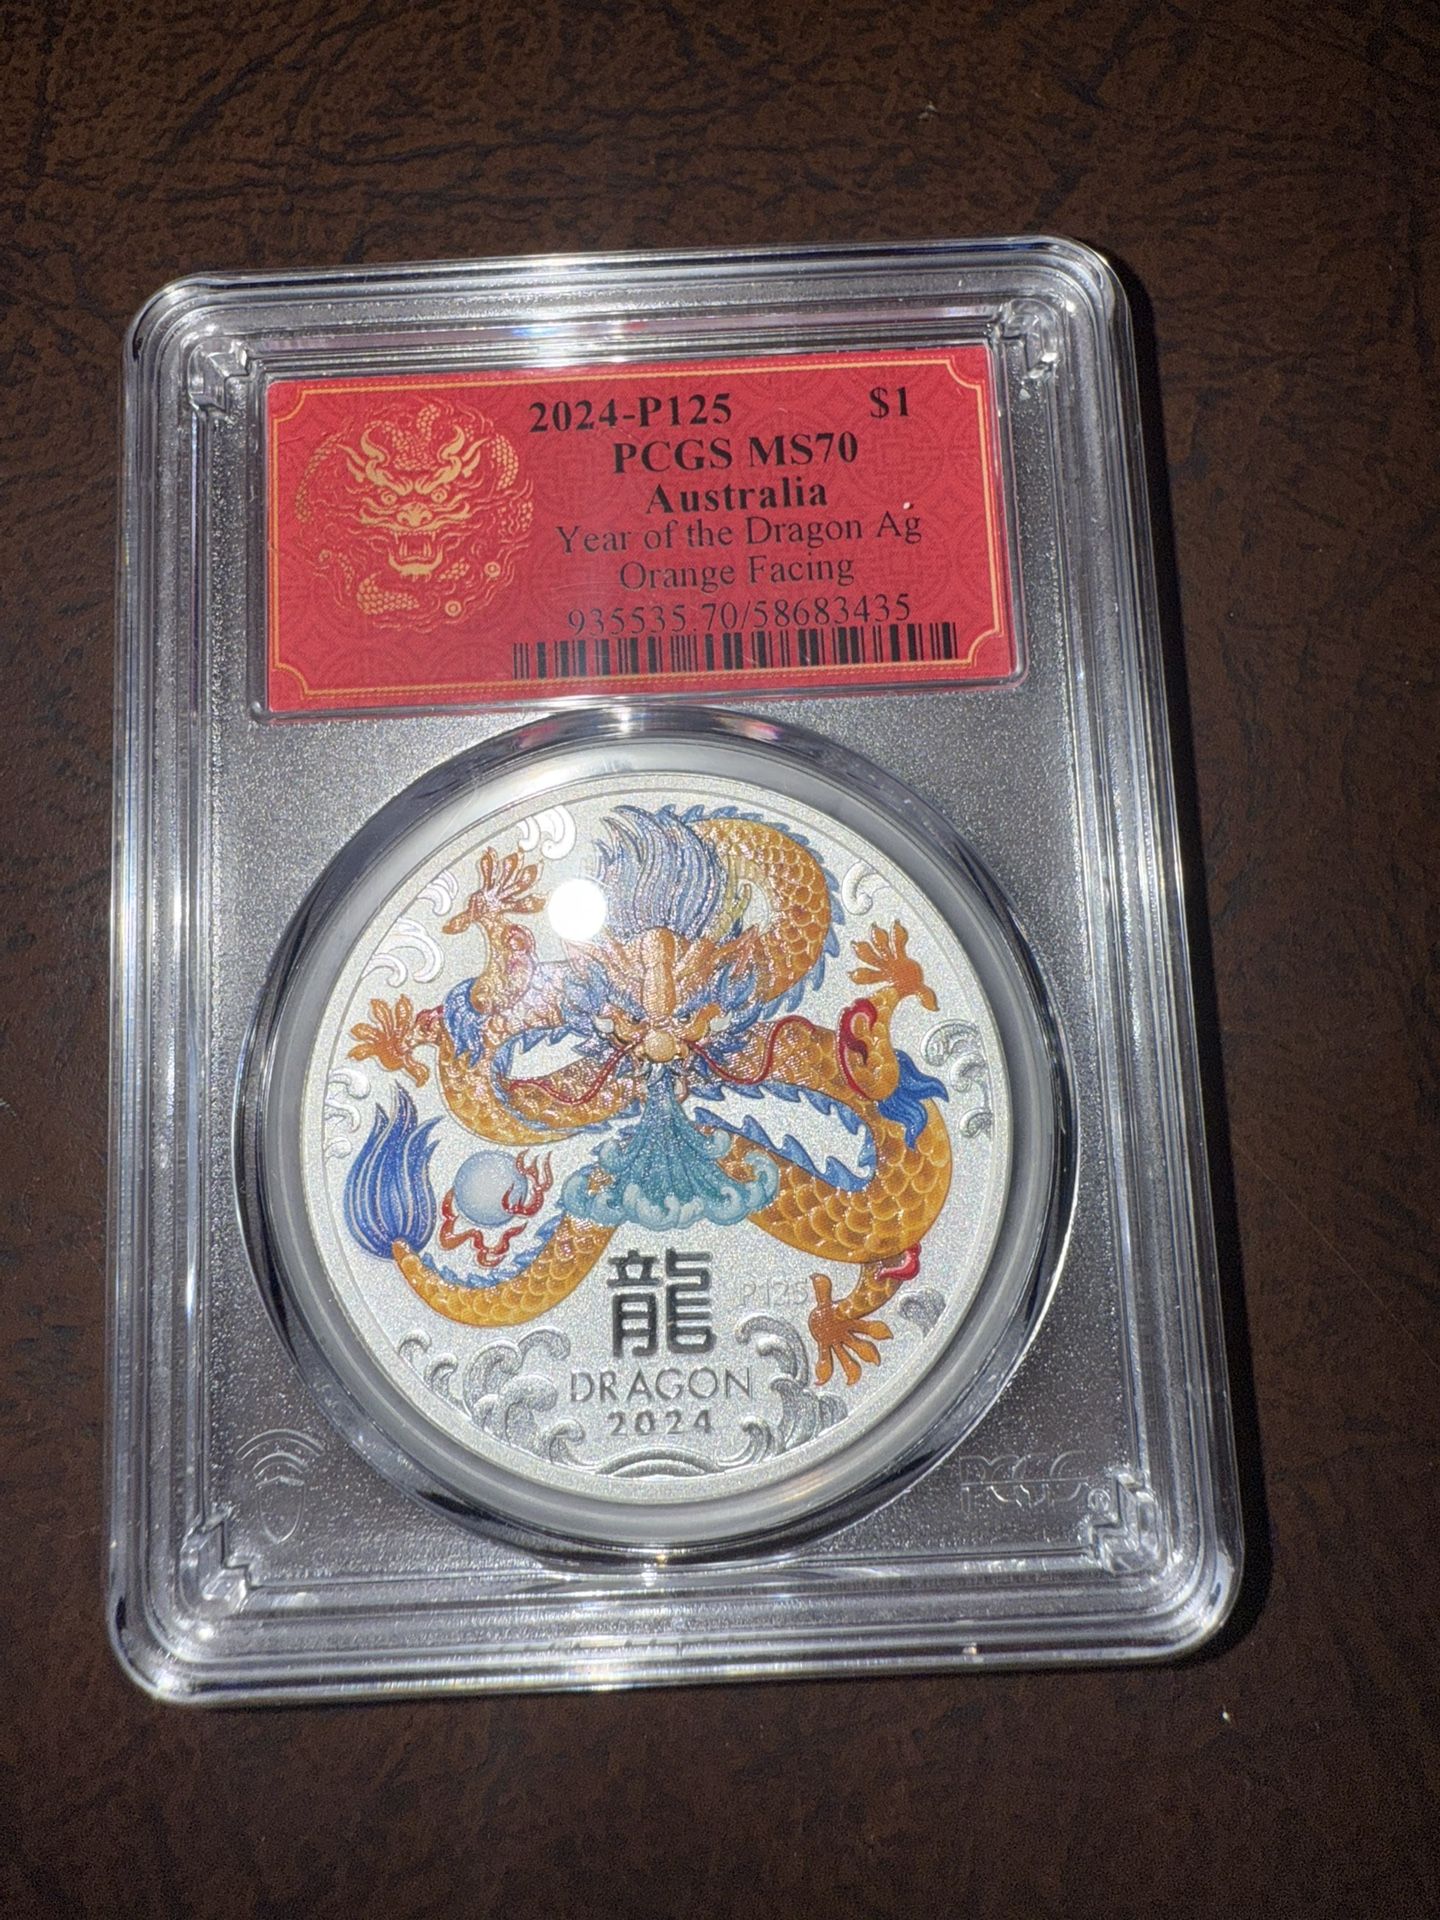 2024-P125 $1
PCGS MS70
Australia
Year of the Dragon Ag
Orange Facing
935535.70/58683435
龍
P125
DRAGON
2024
PCGS